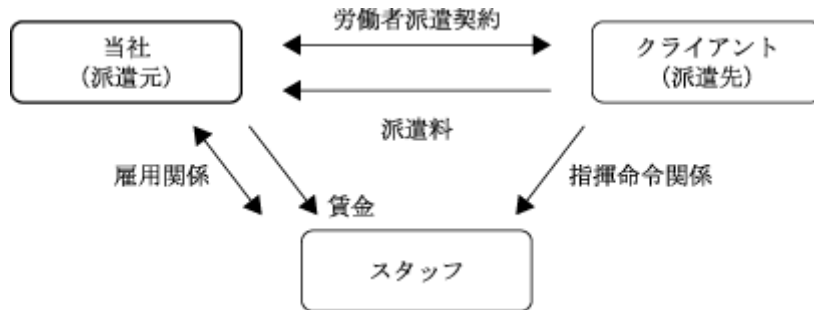 労働者派遣契約
当社
(派遣元)
クライアント
(派遣先)
派遣料
雇用関係
賃金
指揮命令関係
スタッフ